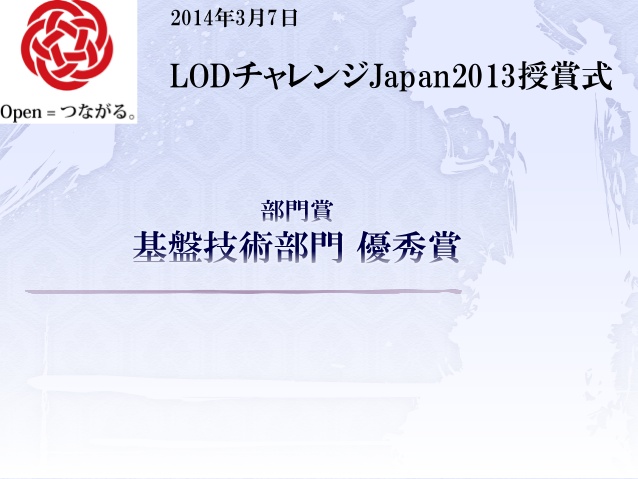 2014年3月7日
LODチャレンジJapan2013授賞式
Open = つながる。
部門賞
基盤技術部門 優秀賞